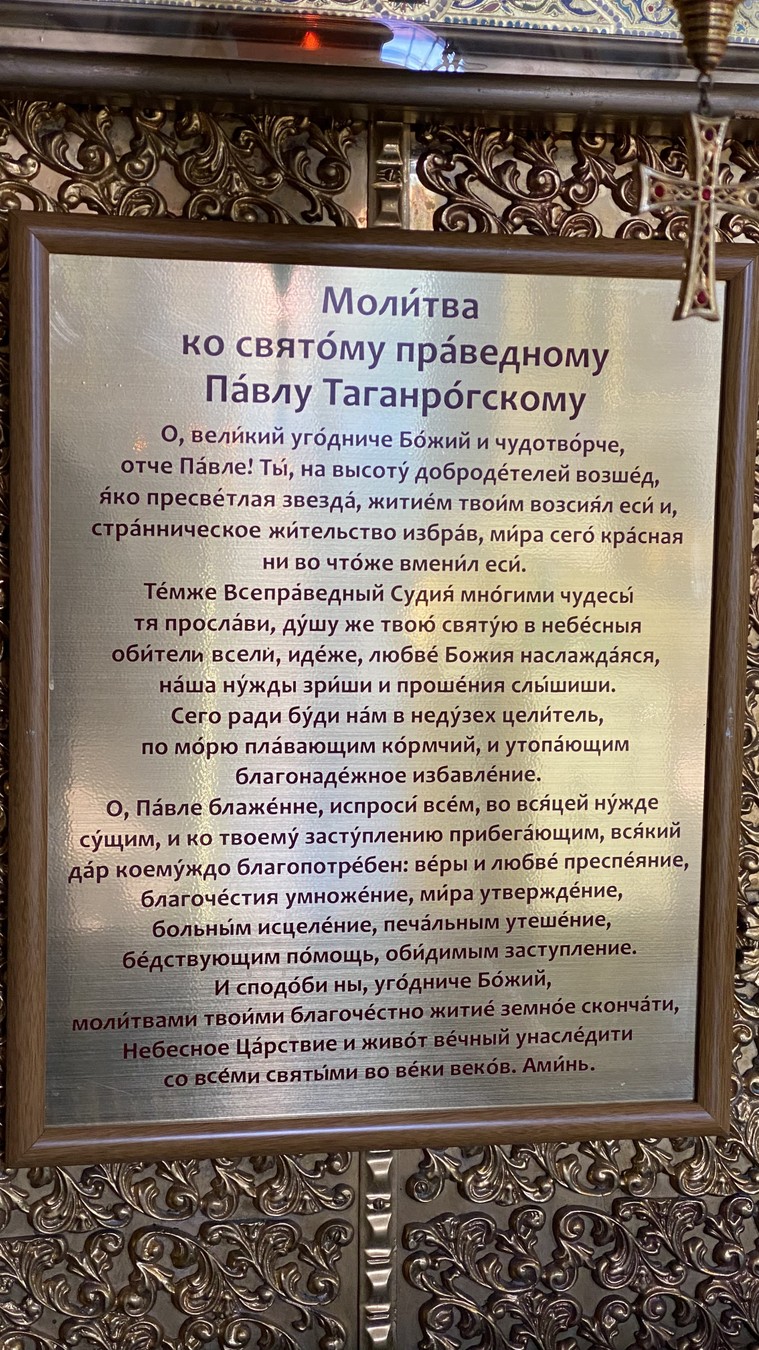 Моли́тва
ко свято́му пра́ведному
Па́влу Таганро́гскому
О, вели́кий уго́дниче Бо́жий и чудотво́рче,
отче Па́вле! Ты́, на высоту́ доброде́телей возше́д,
я́ко пресве́тлая звезда́, житие́м твои́м возсия́л еси́ и,
стра́нническое жи́тельство избра́в, ми́ра сего́ кра́сная
ни во что́же вмени́л еси́.
Те́мже Всепра́ведный Судия́ мно́гими чудесы́
тя просла́ви, ду́шу же твою́ святу́ю в небе́сныя
оби́тели всели́, иде́же, любве́ Божия наслажда́яся,
на́ша ну́жды зри́ши и проше́ния слы́шиши.
Сего ради бу́ди на́м в неду́зех цели́тель,
по мо́рю пла́вающим ко́рмчий, и утопа́ющим
благонаде́жное избавле́ние.
О, Па́вле блаже́нне, испроси́ все́м, во вся́цей ну́жде
су́щим, и ко твоему́ засту́плению прибега́ющим, вся́кий
да́р коему́ждо благопотре́бен: ве́ры и любве́ преспе́яние,
благоче́стия умноже́ние, ми́ра утвержде́ние,
больны́м исцеле́ние, печа́льным утеше́ние,
бе́дствующим по́мощь, оби́димым заступление.
И сподо́би ны, уго́дниче Бо́жий,
моли́твами твои́ми благоче́стно житие́ земно́е сконча́ти,
Небесное Ца́рствие и живо́т ве́чный унасле́дити
со все́ми святы́ми во ве́ки веко́в. Ами́нь.